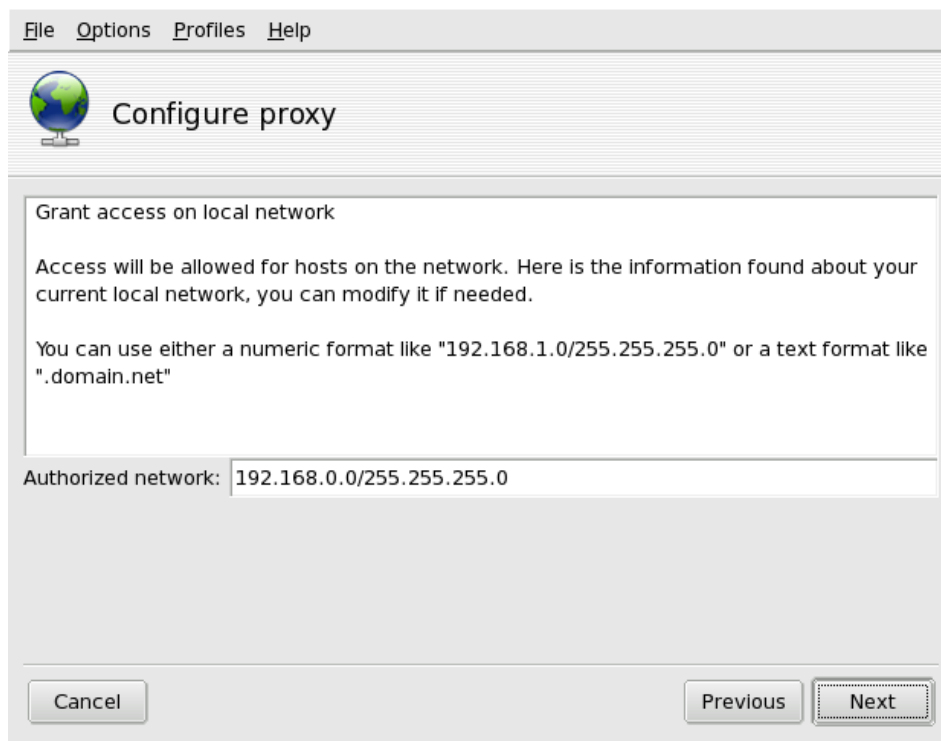 File Options Profiles Help
Configure proxy
Grant access on local network
Access will be allowed for hosts on the network. Here is the information found about your
current local network, you can modify it if needed.
You can use either a numeric format like "192.168.1.0/255.255.255.0" or a text format like
".domain.net"
Authorized network: 192.168.0.0/255.255.255.0
Cancel Previous Next